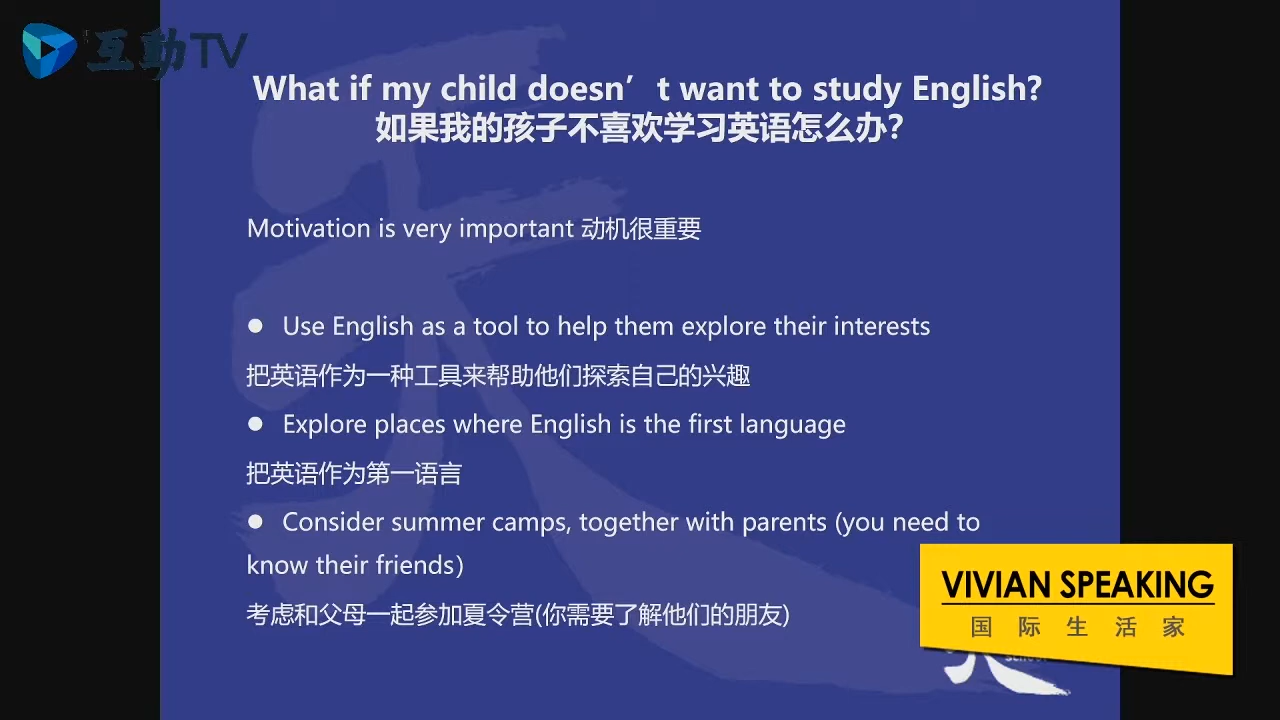 互動TV
What if my child doesn’t want to study English?
如果我的孩子不喜欢学习英语怎么办？
Motivation is very important 动机很重要
● Use English as a tool to help them explore their interests
把英语作为一种工具来帮助他们探索自己的兴趣
● Explore places where English is the first language
把英语作为第一语言
● Consider summer camps, together with parents (you need to
know their friends）
考虑和父母一起参加夏令营(你需要了解他们的朋友)
VIVIAN SPEAKING
国际生活家